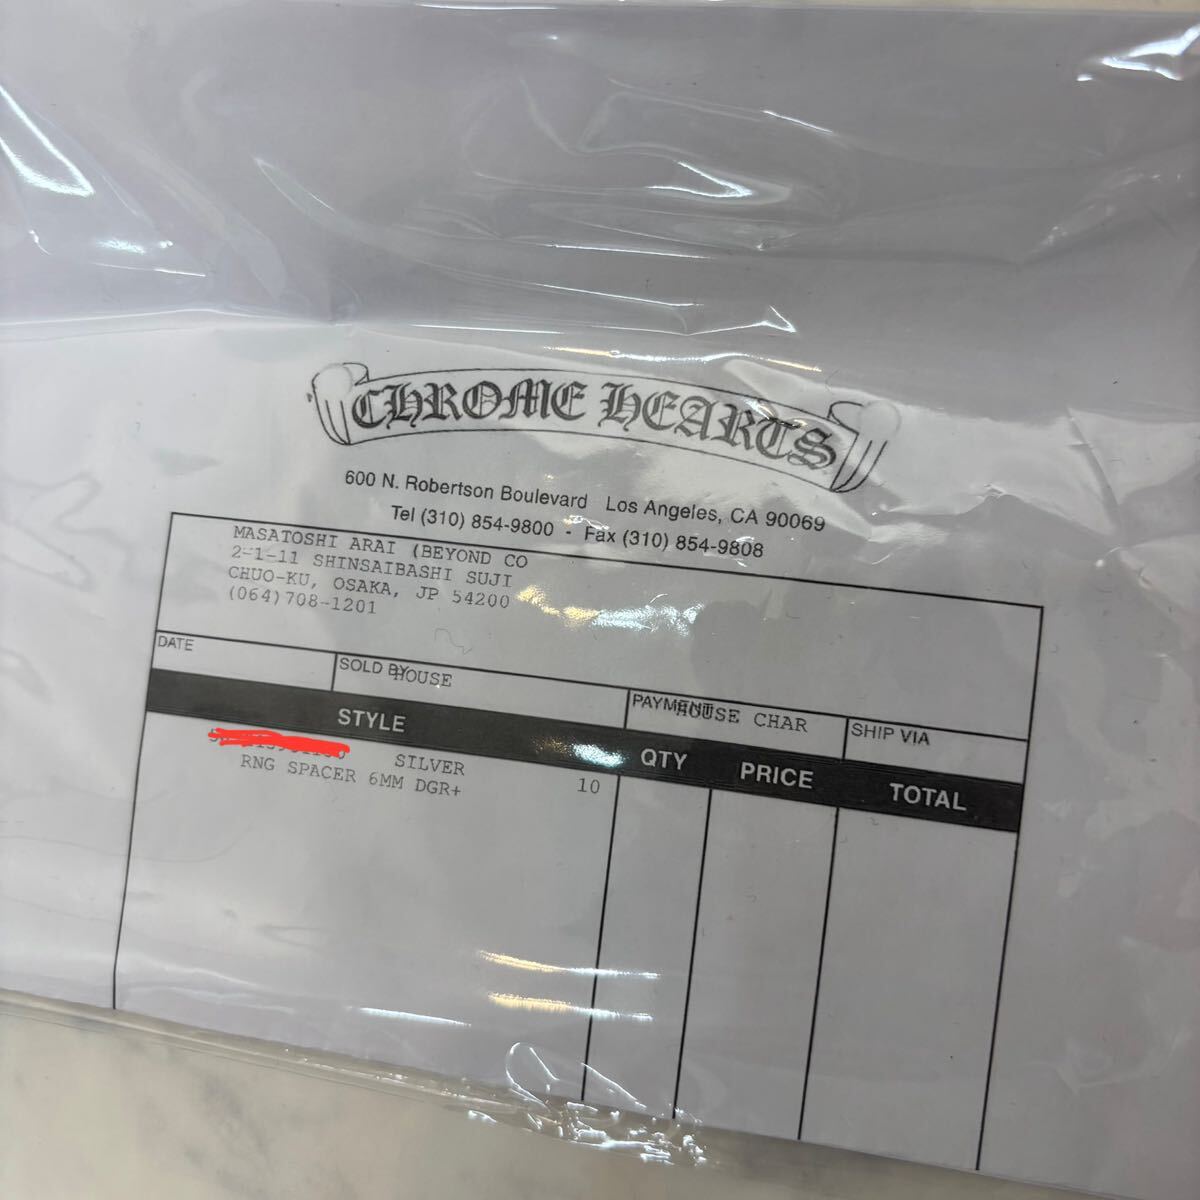 CHROME HEARTS
600 N. Robertson Boulevard Los Angeles, CA 90069
Tel (310) 854-9800 · Fax (310) 854-9808
MASATOSHI ARAI (BEYOND CO
2-1-11 SHINSAIBASHI SUJI
CHUO-KU, OSAKA, JP 54200
(064)708-1201
DATE
SOLD BY HOUSE
PAYMENT HOUSE CHAR
SHIP VIA
STYLE QTY PRICE TOTAL
SILVER
RNG SPACER 6MM DGR+ 10